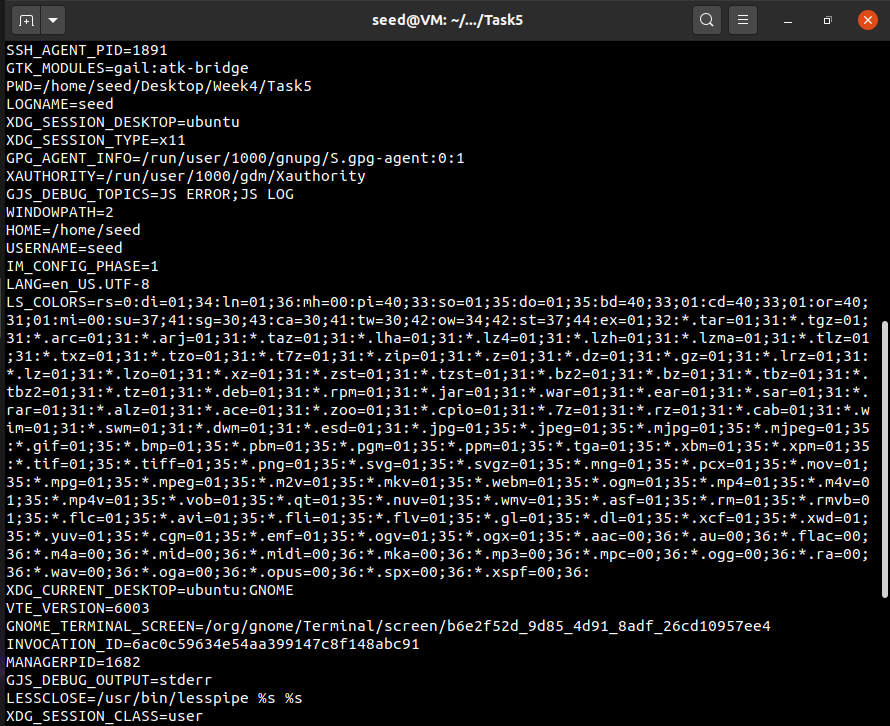 seed@VM: ~/.../Task5
SSH_AGENT_PID=1891
GTK_MODULES=gail:atk-bridge
PWD=/home/seed/Desktop/Week4/Task5
LOGNAME=seed
XDG_SESSION_DESKTOP=ubuntu
XDG_SESSION_TYPE=x11
GPG_AGENT_INFO=/run/user/1000/gnupg/S.gpg-agent:0:1
XAUTHORITY=/run/user/1000/gdm/Xauthority
GJS_DEBUG_TOPICS=JS ERROR;JS LOG
WINDOWPATH=2
HOME=/home/seed
USERNAME=seed
IM_CONFIG_PHASE=1
LANG=en_US.UTF-8
LS_COLORS=rs=0:di=01;34:ln=01;36:mh=00:pi=40;33:so=01;35:do=01;35:bd=40;33;01:cd=40;33;01:or=40;
31;01:mi=00:su=37;41:sg=30;43:ca=30;41:tw=30;42:ow=34;42:st=37;44:ex=01;32:*.tar=01;31:*.tgz=01;
31:*.arc=01;31:*.arj=01;31:*.taz=01;31:*.lha=01;31:*.lz4=01;31:*.lzh=01;31:*.lzma=01;31:*.tlz=01
;31:*.txz=01;31:*.tzo=01;31:*.t7z=01;31:*.zip=01;31:*.z=01;31:*.dz=01;31:*.gz=01;31:*.lrz=01;31:
*.lz=01;31:*.lzo=01;31:*.xz=01;31:*.zst=01;31:*.tzst=01;31:*.bz2=01;31:*.bz=01;31:*.tbz=01;31:*.
tbz2=01;31:*.tz=01;31:*.deb=01;31:*.rpm=01;31:*.jar=01;31:*.war=01;31:*.ear=01;31:*.sar=01;31:*.
rar=01;31:*.alz=01;31:*.ace=01;31:*.zoo=01;31:*.cpio=01;31:*.7z=01;31:*.rz=01;31:*.cab=01;31:*.w
im=01;31:*.swm=01;31:*.dwm=01;31:*.esd=01;31:*.jpg=01;35:*.jpeg=01;35:*.mjpg=01;35:*.mjpeg=01;35
:*.gif=01;35:*.bmp=01;35:*.pbm=01;35:*.pgm=01;35:*.ppm=01;35:*.tga=01;35:*.xbm=01;35:*.xpm=01;35
:*.tif=01;35:*.tiff=01;35:*.png=01;35:*.svg=01;35:*.svgz=01;35:*.mng=01;35:*.pcx=01;35:*.mov=01;
35:*.mpg=01;35:*.mpeg=01;35:*.m2v=01;35:*.mkv=01;35:*.webm=01;35:*.ogm=01;35:*.mp4=01;35:*.m4v=0
1;35:*.mp4v=01;35:*.vob=01;35:*.qt=01;35:*.nuv=01;35:*.wmv=01;35:*.asf=01;35:*.rm=01;35:*.rmvb=0
1;35:*.flc=01;35:*.avi=01;35:*.fli=01;35:*.flv=01;35:*.gl=01;35:*.dl=01;35:*.xcf=01;35:*.xwd=01;
35:*.yuv=01;35:*.cgm=01;35:*.emf=01;35:*.ogv=01;35:*.ogx=01;35:*.aac=00;36:*.au=00;36:*.flac=00;
36:*.m4a=00;36:*.mid=00;36:*.midi=00;36:*.mka=00;36:*.mp3=00;36:*.mpc=00;36:*.ogg=00;36:*.ra=00;
36:*.wav=00;36:*.oga=00;36:*.opus=00;36:*.spx=00;36:*.xspf=00;36:
XDG_CURRENT_DESKTOP=ubuntu:GNOME
VTE_VERSION=6003
GNOME_TERMINAL_SCREEN=/org/gnome/Terminal/screen/b6e2f52d_9d85_4d91_8adf_26cd10957ee4
INVOCATION_ID=6ac0c59634e54aa399147c8f148abc91
MANAGERPID=1682
GJS_DEBUG_OUTPUT=stderr
LESSCLOSE=/usr/bin/lesspipe %s %s
XDG_SESSION_CLASS=user